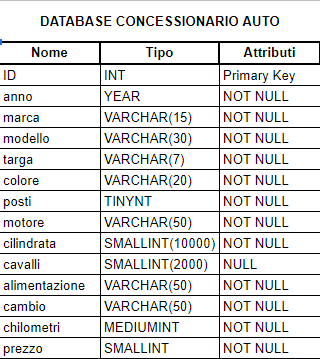 DATABASE CONCESSIONARIO AUTO
Nome Tipo Attributi
ID INT Primary Key
anno YEAR NOT NULL
marca VARCHAR(15) NOT NULL
modello VARCHAR(30) NOT NULL
targa VARCHAR(7) NOT NULL
colore VARCHAR(20) NOT NULL
posti TINYNT NOT NULL
motore VARCHAR(50) NOT NULL
cilindrata SMALLINT(10000) NOT NULL
cavalli SMALLINT(2000) NULL
alimentazione VARCHAR(50) NOT NULL
cambio VARCHAR(50) NOT NULL
chilometri MEDIUMINT NOT NULL
prezzo SMALLINT NOT NULL